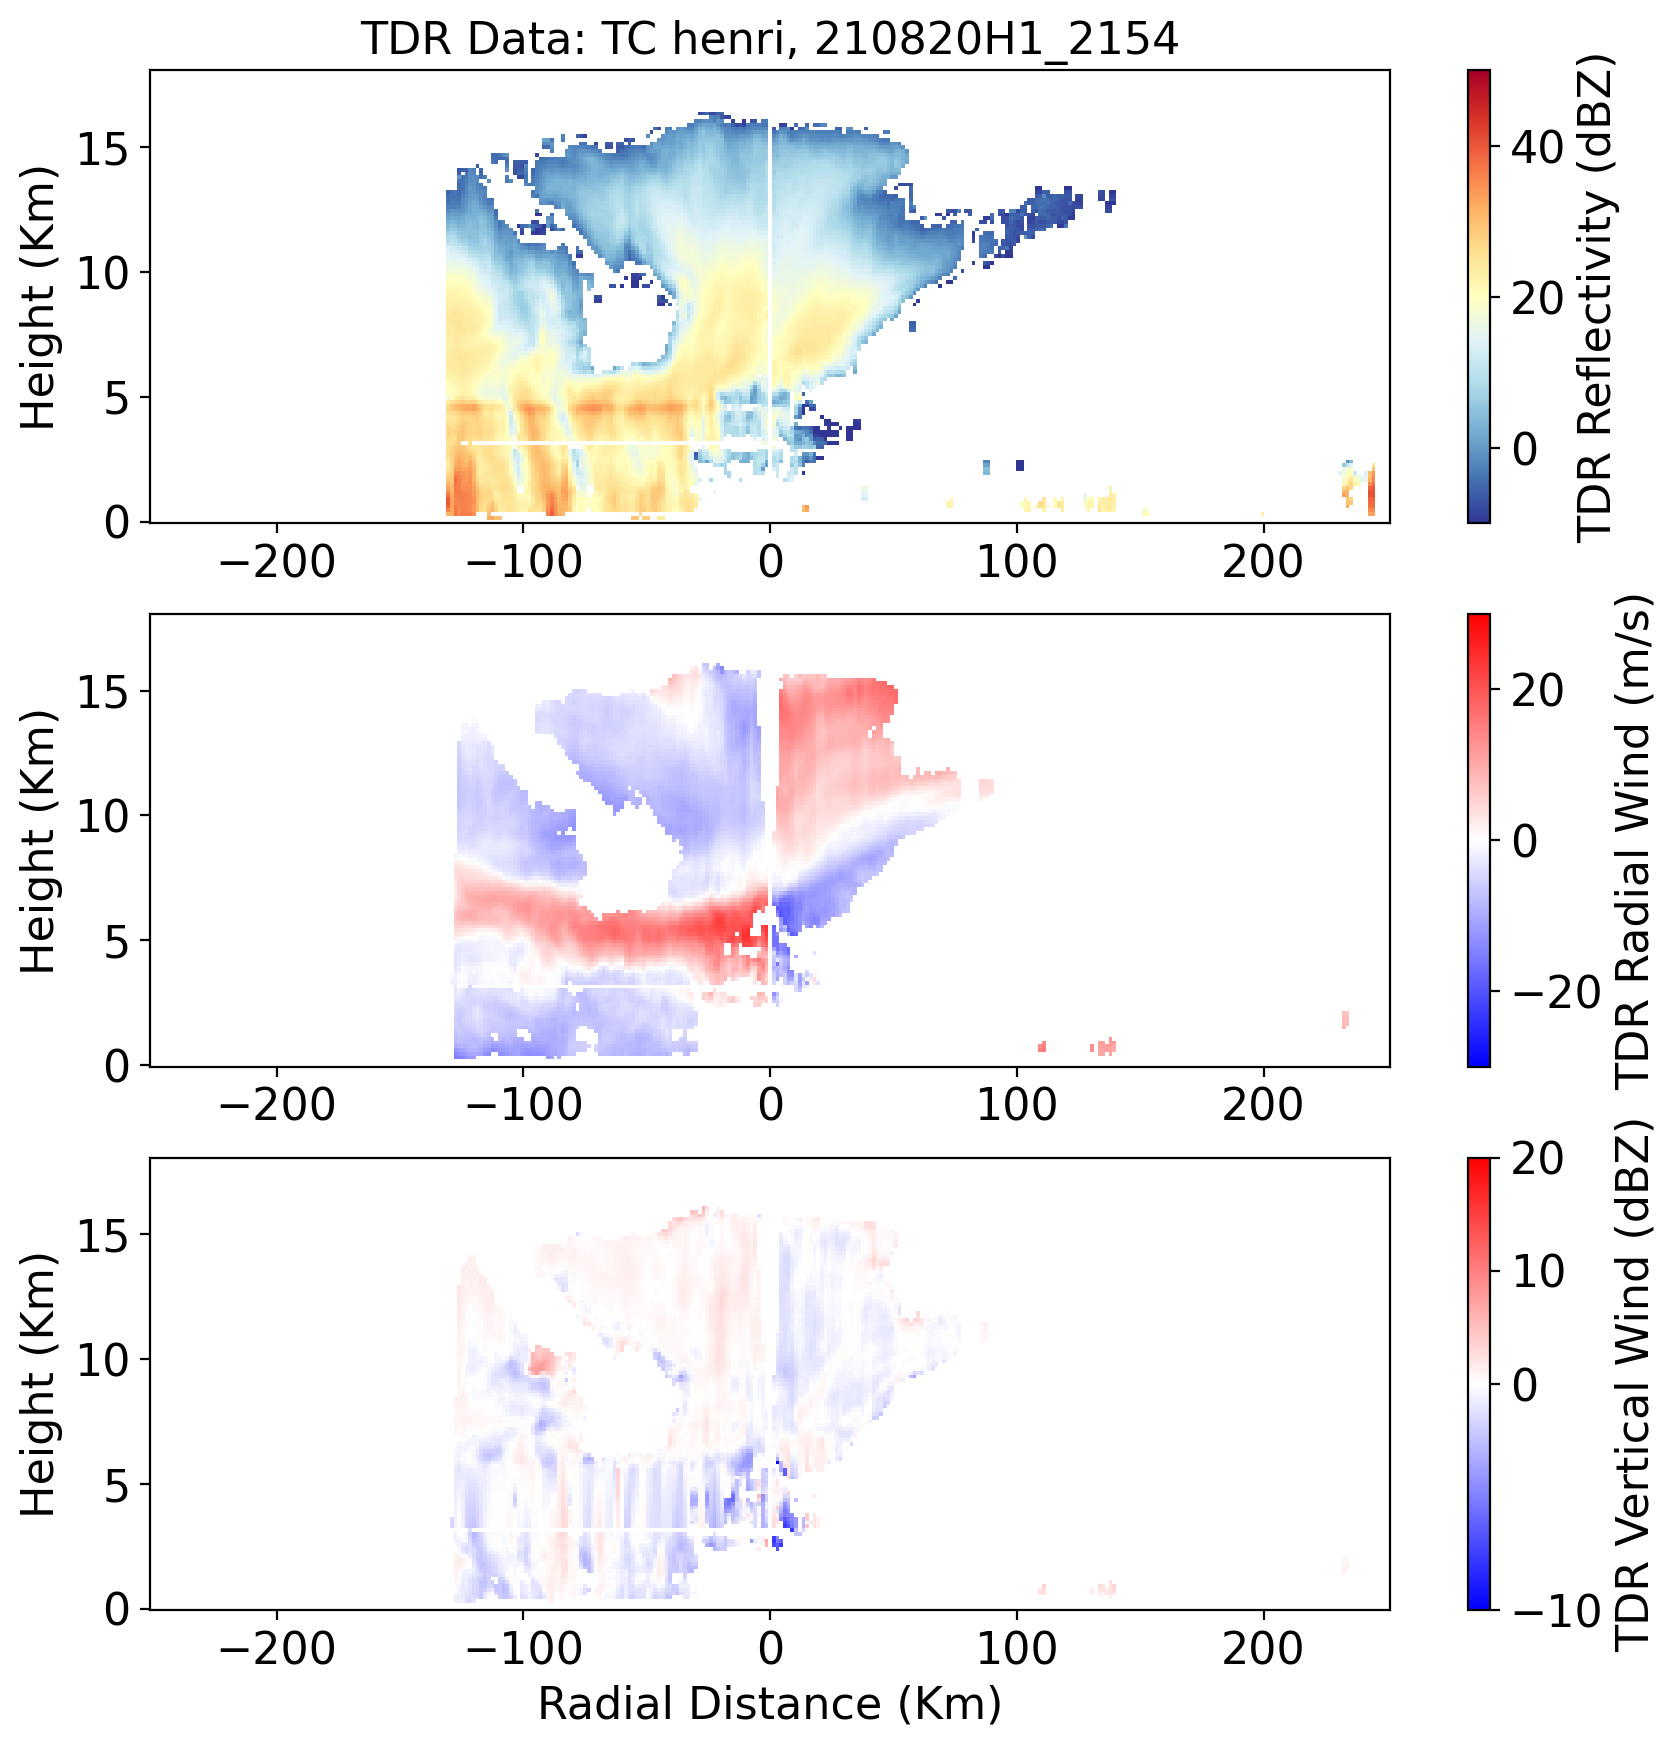 TDR Data: TC henri, 210820H1_2154
15
10
5
0
Height (Km)
−200 −100 0 100 200
40
20
0
TDR Reflectivity (dBZ)
15
10
5
0
Height (Km)
−200 −100 0 100 200
20
0
−20
TDR Radial Wind (m/s)
15
10
5
0
Height (Km)
−200 −100 0 100 200
Radial Distance (Km)
20
10
0
−10
TDR Vertical Wind (dBZ)